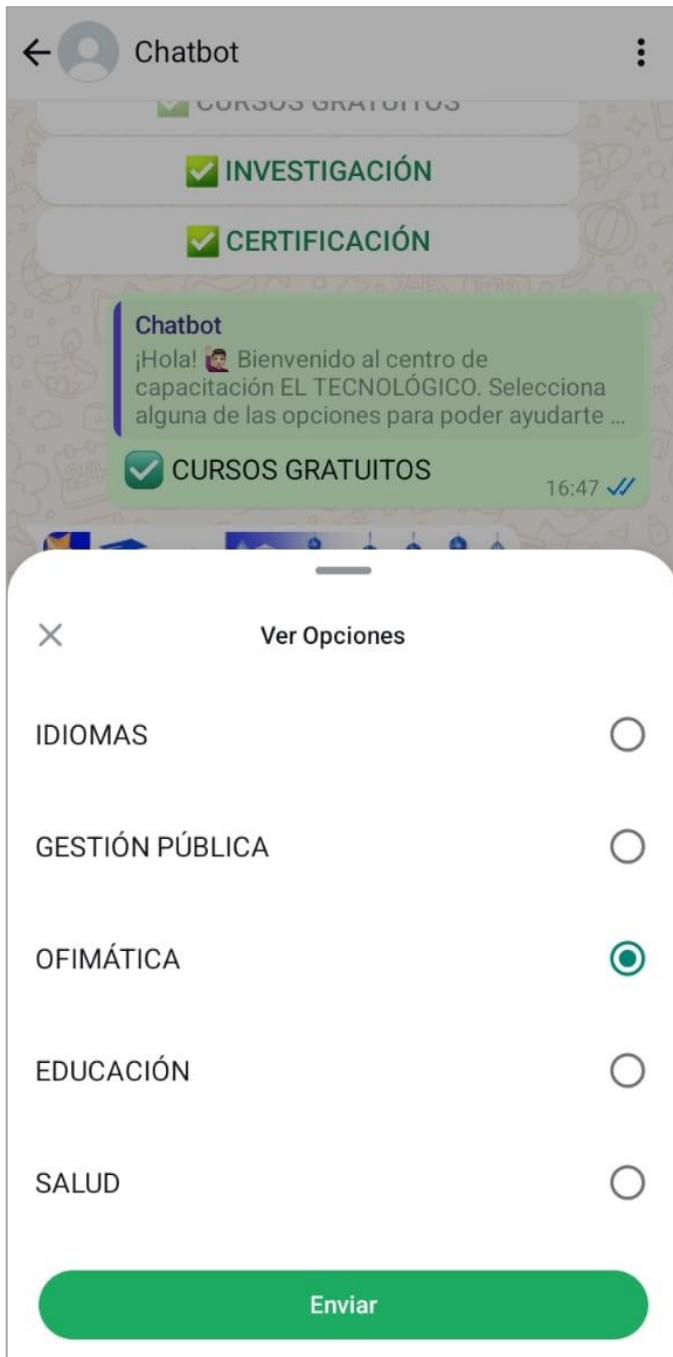 Chatbot
✅ CURSOS GRATUITOS
✅ INVESTIGACIÓN
✅ CERTIFICACIÓN
Chatbot
¡Hola! 🙋🏽‍♂️ Bienvenido al centro de
capacitación EL TECNOLÓGICO. Selecciona
alguna de las opciones para poder ayudarte ...
✅ CURSOS GRATUITOS
16:47
Ver Opciones
IDIOMAS
GESTIÓN PÚBLICA
OFIMÁTICA
EDUCACIÓN
SALUD
Enviar